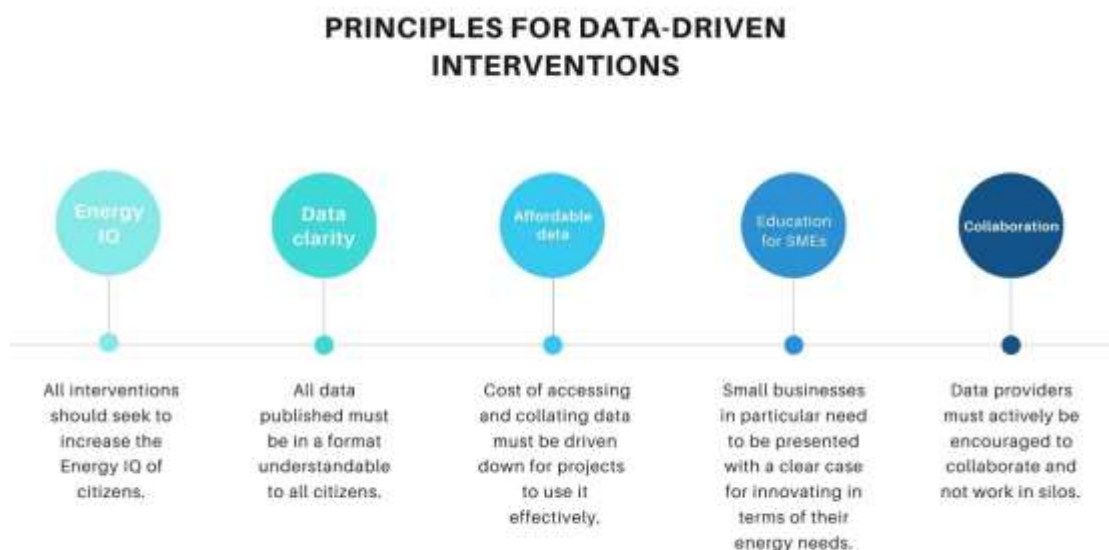 PRINCIPLES FOR DATA-DRIVEN
INTERVENTIONS
Energy
IQ
All interventions
should seek to
increase the
Energy IQ of
citizens.
Data
clarity
All data
published must
be in a format
understandable
to all citizens.
Affordable
data
Cost of accessing
and collating data
must be driven
down for projects
to use it
effectively.
Education
for SMEs
Small businesses
in particular need
to be presented
with a clear case
for innovating in
terms of their
energy needs.
Collaboration
Data providers
must actively be
encouraged to
collaborate and
not work in silos.